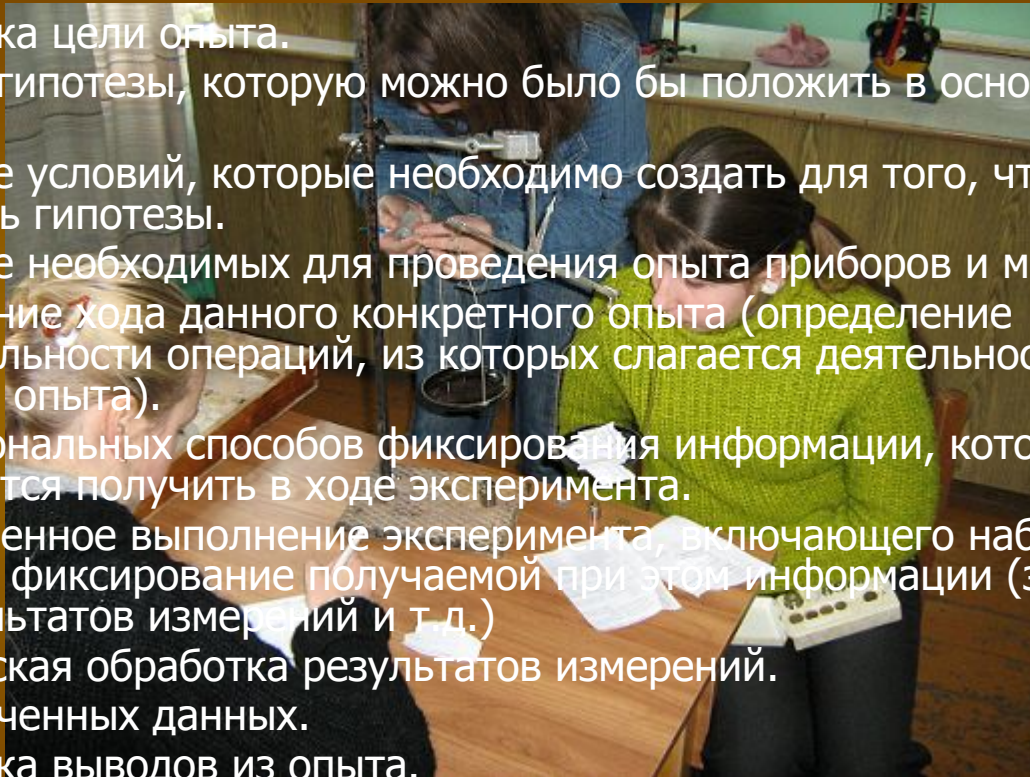 ка цели опыта.
гипотезы, которую можно было бы положить в осно
е условий, которые необходимо создать для того, чт
ь гипотезы.
е необходимых для проведения опыта приборов и м
ние хода данного конкретного опыта (определение
льности операций, из которых слагается деятельнос
опыта).
ональных способов фиксирования информации, кото
тся получить в ходе эксперимента.
енное выполнение эксперимента, включающего наб
фиксирование получаемой при этом информации (з
льтатов измерений и т.д.)
ская обработка результатов измерений.
ченных данных.
ка выводов из опыта.